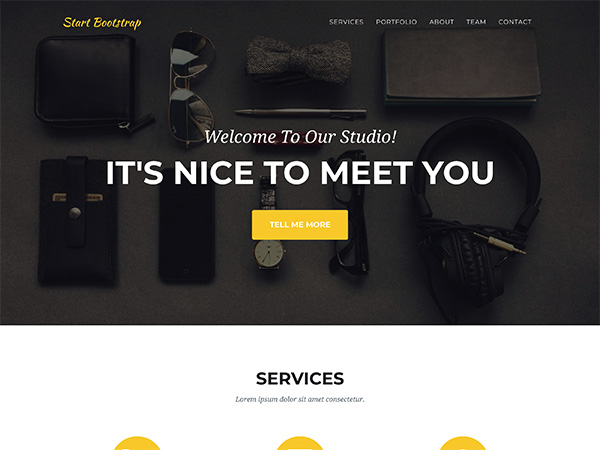 Start Bootstrap
SERVICES PORTFOLIO ABOUT TEAM CONTACT
Welcome To Our Studio!
IT'S NICE TO MEET YOU
TELL ME MORE
SERVICES
Lorem ipsum dolor sit amet consectetur.